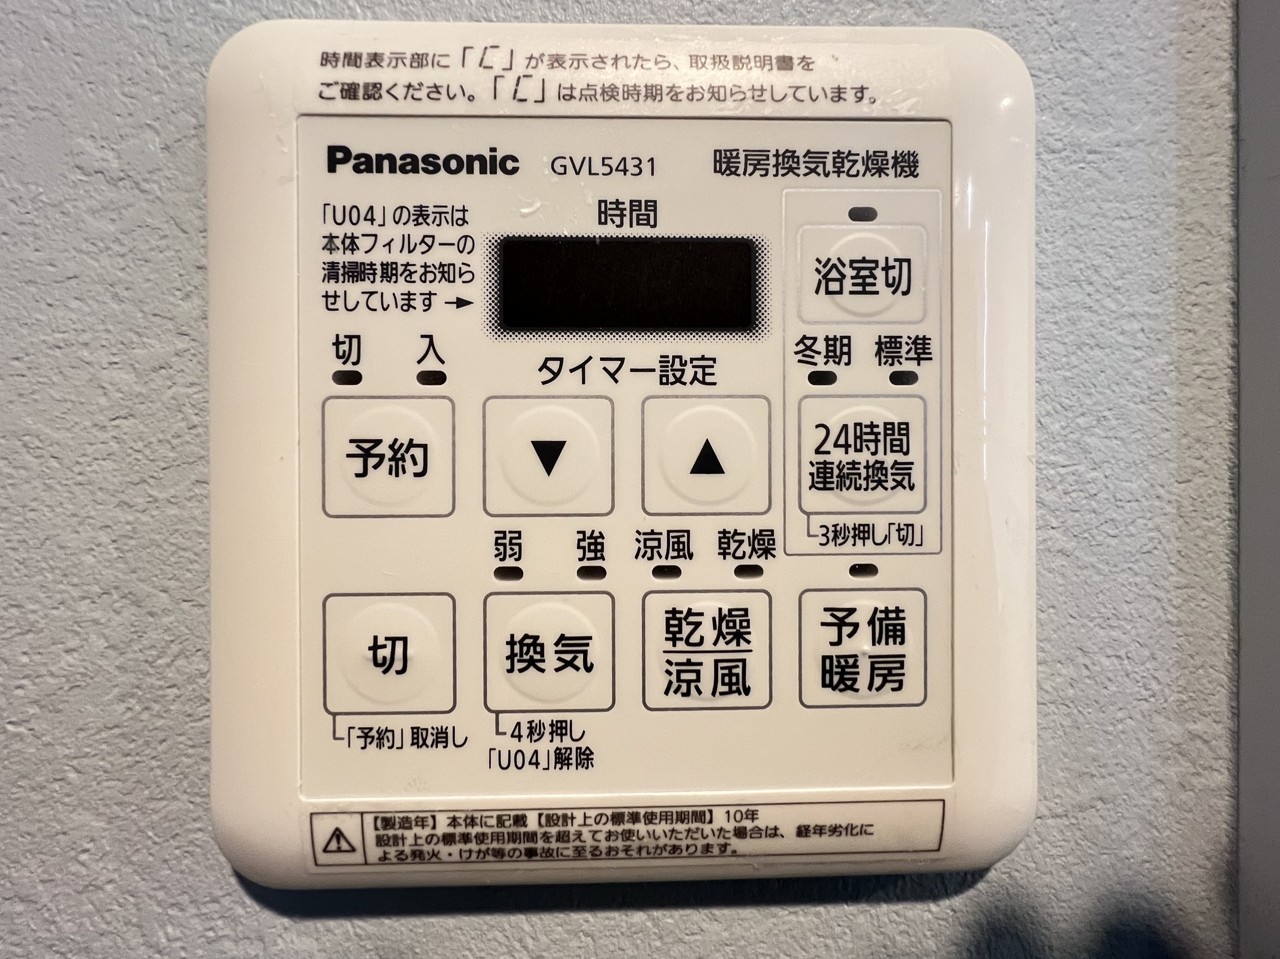 時間表示部に「C」が表示されたら、取扱説明書を
ご確認ください。「C」は点検時期をお知らせしています。
Panasonic GVL5431 暖房換気乾燥機
「U04」の表示は
本体フィルターの
清掃時期をお知ら
せしています→
時間
浴室切
切 入
タイマー設定
冬期 標準
予約
▼
▲
24時間
連続換気
3秒押し「切」
弱 強 涼風 乾燥
切
換気
乾燥
涼風
予備
暖房
「予約」取消し
4秒押し
「U04」解除
【製造年】本体に記載【設計上の標準使用期間】10年
設計上の標準使用期間を超えてお使いいただいた場合は、経年劣化に
よる発火・けが等の事故に至るおそれがあります。